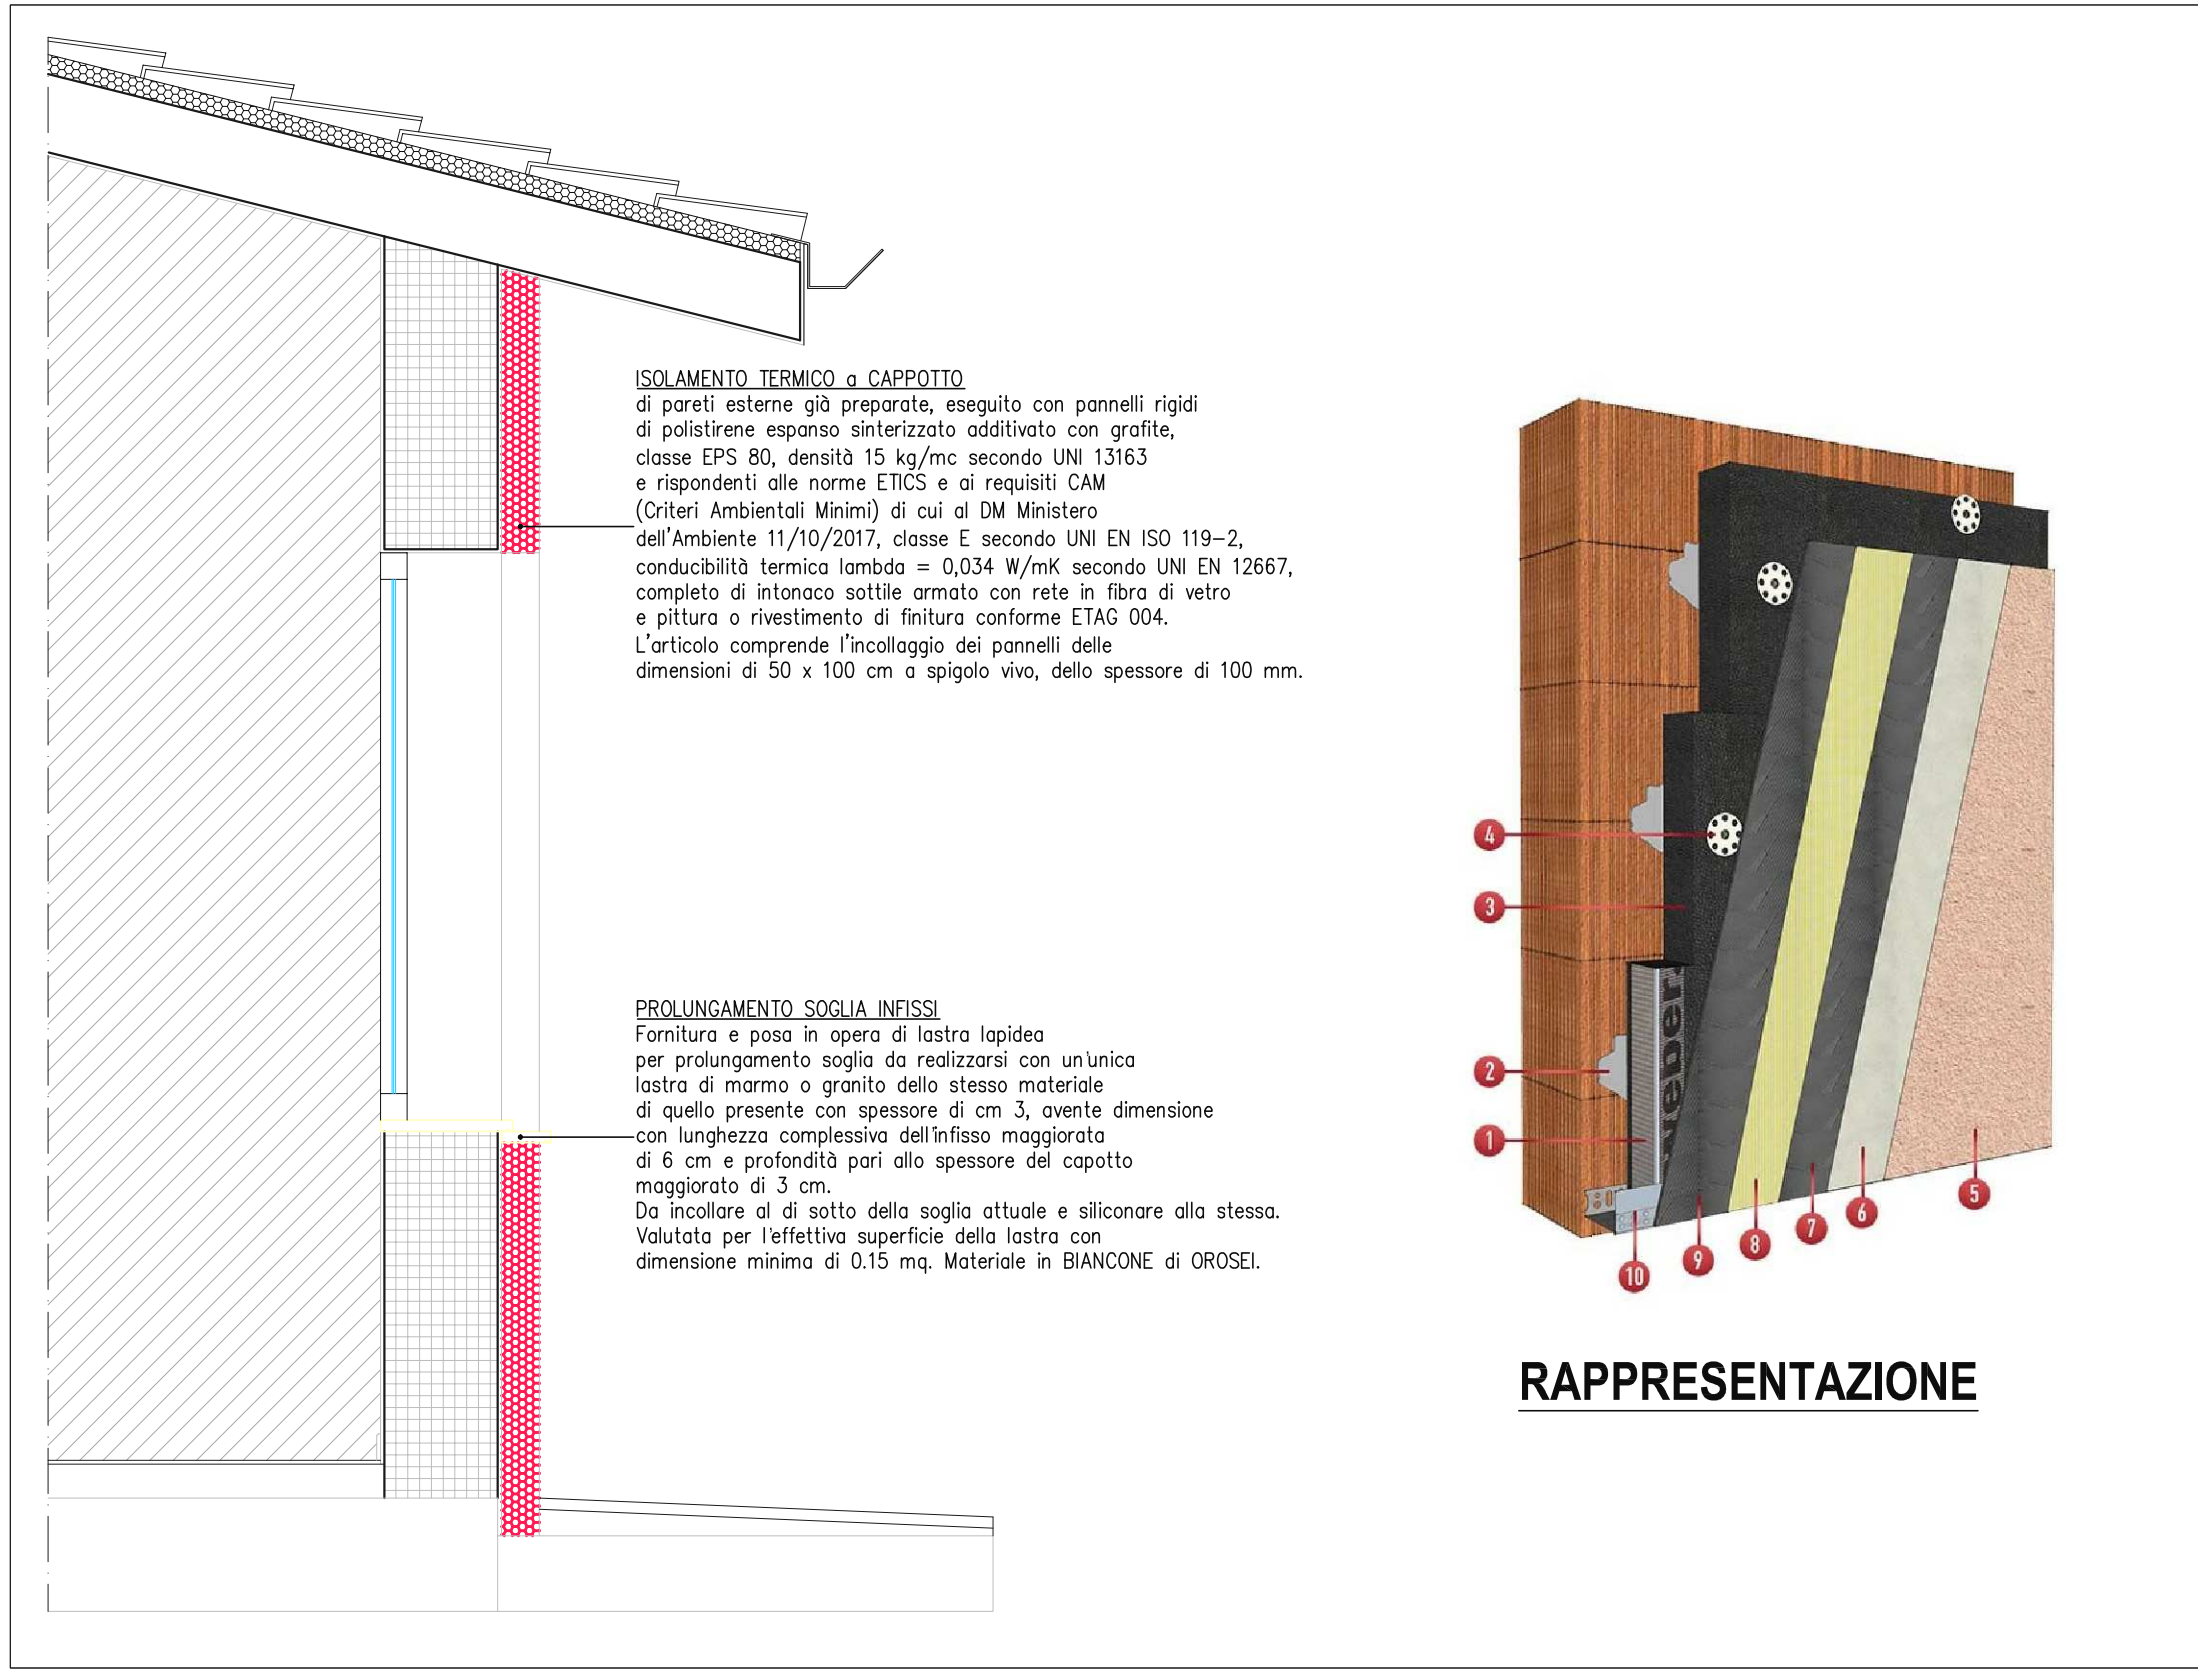 ISOLAMENTO TERMICO a CAPPOTTO
di pareti esterne già preparate, eseguito con pannelli rigidi
di polistirene espanso sinterizzato additivato con grafite,
classe EPS 80, densità 15 kg/mc secondo UNI 13163
e rispondenti alle norme ETICS e ai requisiti CAM
(Criteri Ambientali Minimi) di cui al DM Ministero
dell'Ambiente 11/10/2017, classe E secondo UNI EN ISO 119-2,
conducibilità termica lambda = 0,034 W/mK secondo UNI EN 12667,
completo di intonaco sottile armato con rete in fibra di vetro
e pittura o rivestimento di finitura conforme ETAG 004.
L'articolo comprende l'incollaggio dei pannelli delle
dimensioni di 50 x 100 cm a spigolo vivo, dello spessore di 100 mm.
PROLUNGAMENTO SOGLIA INFISSI
Fornitura e posa in opera di lastra lapidea
per prolungamento soglia da realizzarsi con un'unica
lastra di marmo o granito dello stesso materiale
di quello presente con spessore di cm 3, avente dimensione
con lunghezza complessiva dell'infisso maggiorata
di 6 cm e profondità pari allo spessore del capotto
maggiorato di 3 cm.
Da incollare al di sotto della soglia attuale e siliconare alla stessa.
Valutata per l'effettiva superficie della lastra con
dimensione minima di 0.15 mq. Materiale in BIANCONE di OROSEI.
4
3
2
1
10
9
8
7
6
5
RAPPRESENTAZIONE